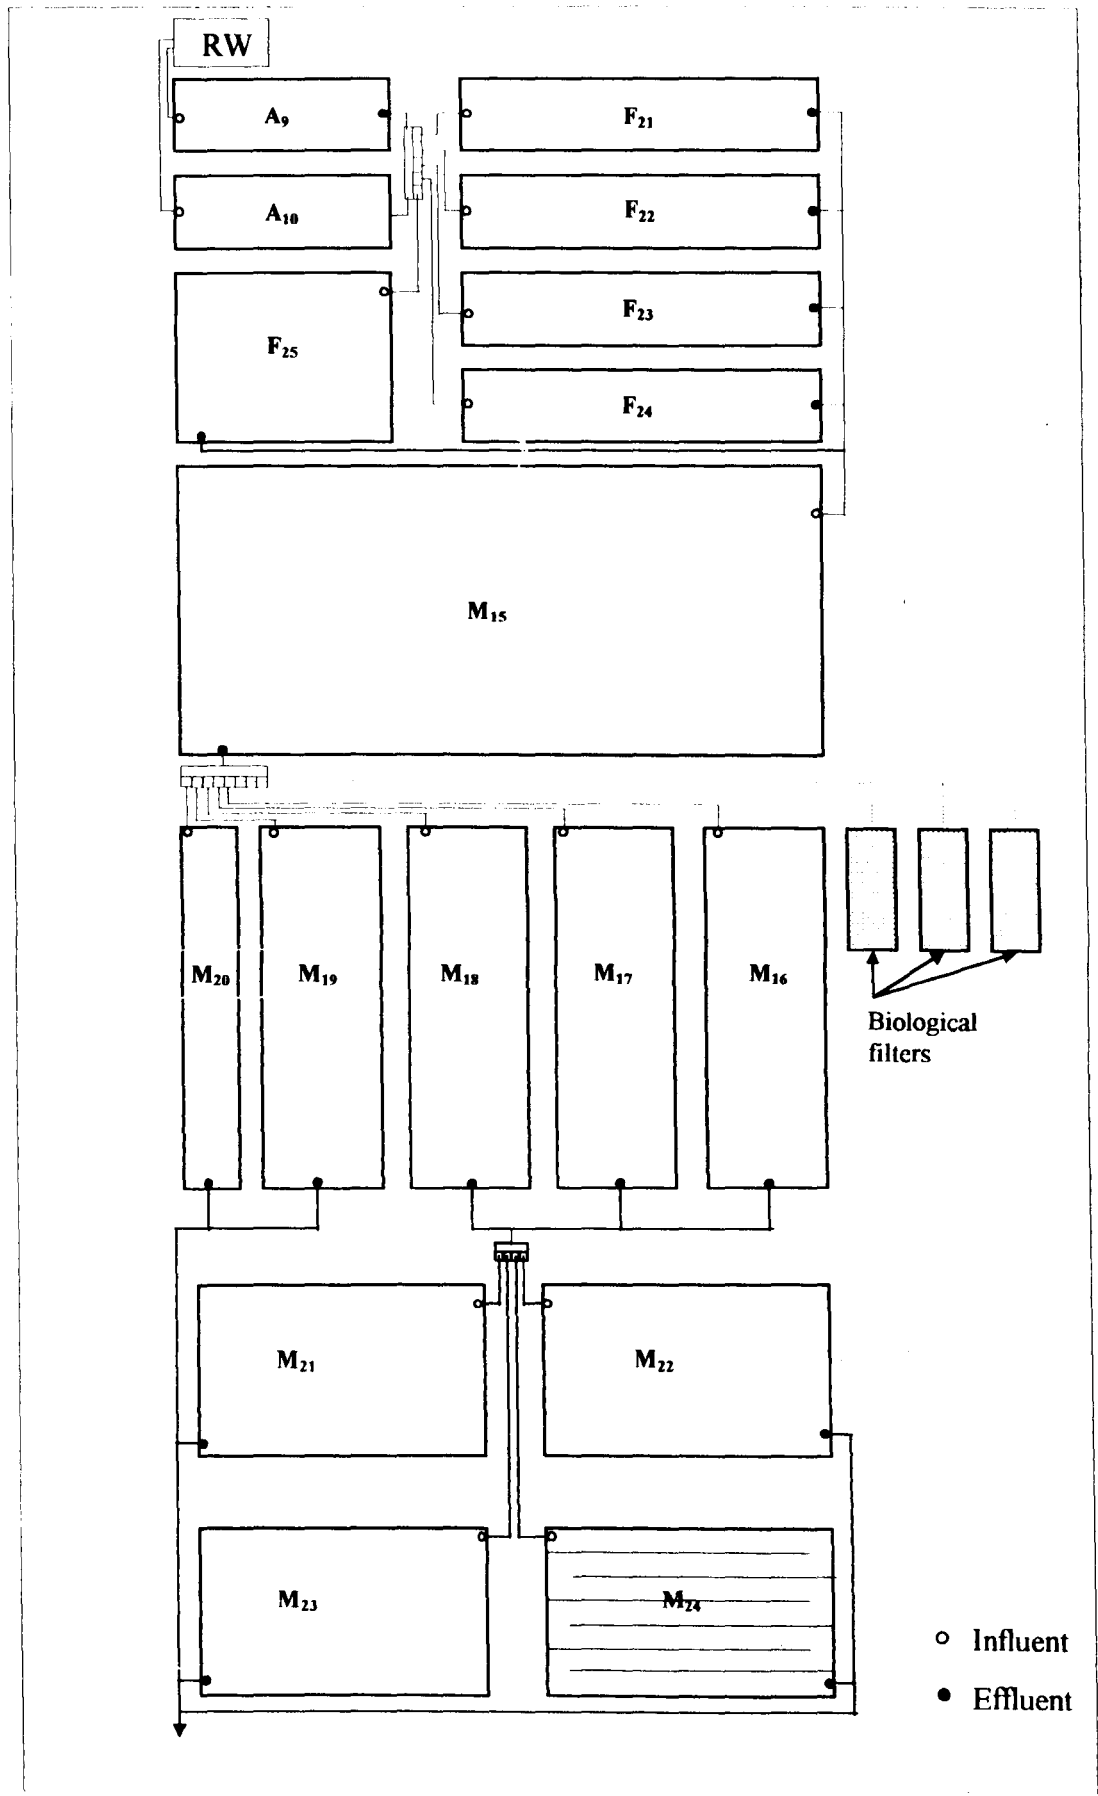 RW
A₉
F₂₁
A₁₀
F₂₂
F₂₅
F₂₃
F₂₄
M₁₅
M₂₀
M₁₉
M₁₈
M₁₇
M₁₆
Biological
filters
M₂₁
M₂₂
M₂₃
M₂₄
Influent
Effluent